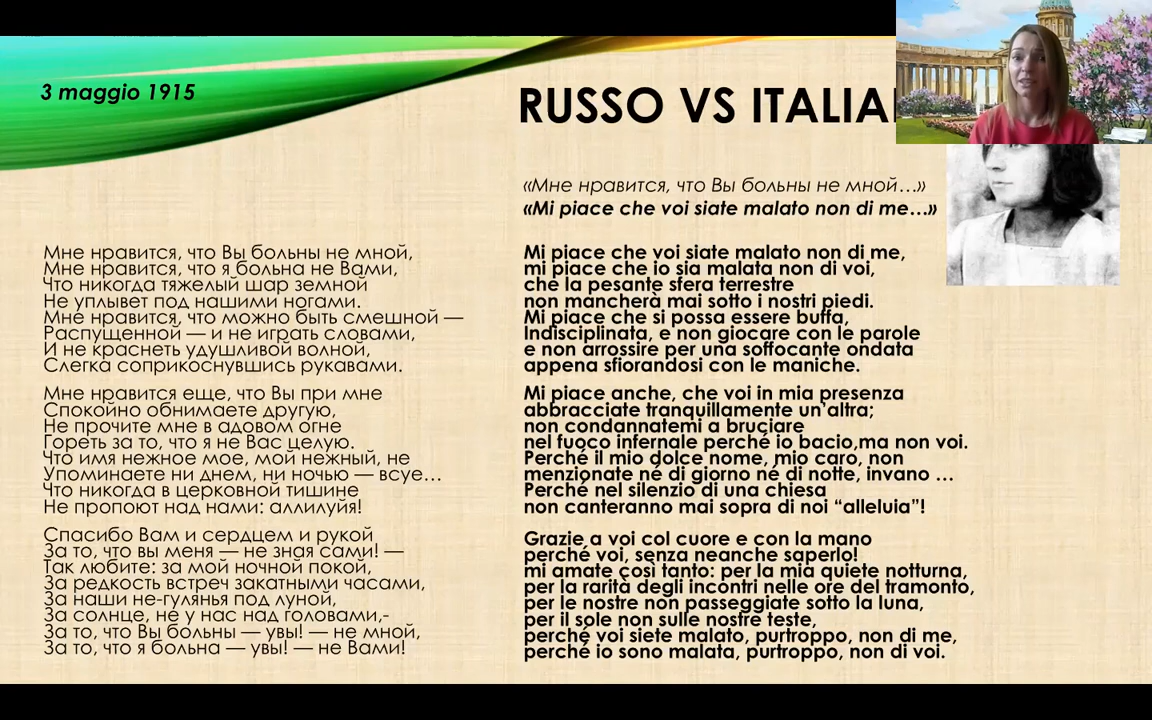 3 maggio 1915
RUSSO VS
«Мне нравится, что Вы больны не мной…»
«Mi piace che voi siate malato non di me…»
Мне нравится, что Вы больны не мной,
Мне нравится, что я больна не Вами,
Что никогда тяжелый шар земной
Не уплывет под нашими ногами.
Мне нравится, что можно быть смешной —
Распущенной — и не играть словами,
И не краснеть удушливой волной,
Слегка соприкоснувшись рукавами.
Мне нравится еще, что Вы при мне
Спокойно обнимаете другую,
Не прочите мне в адовом огне
Гореть за то, что я не Вас целую.
Что имя нежное мое, мой нежный, не
Упоминаете ни днем, ни ночью — всуе…
Что никогда в церковной тишине
Не пропоют над нами: аллилуйя!
Спасибо Вам и сердцем и рукой
За то, что вы меня — не зная сами! —
Так любите: за мой ночной покой,
За редкость встреч закатными часами,
За наши не-гулянья под луной,
За солнце, не у нас над головами,-
За то, что Вы больны — увы! — не мной,
За то, что я больна — увы! — не Вами!
Mi piace che voi siate malato non di me,
mi piace che io sia malata non di voi,
che la pesante sfera terrestre
non mancherà mai sotto i nostri piedi.
Mi piace che si possa essere buffa,
Indisciplinata, e non giocare con le parole
e non arrossire per una soffocante ondata
appena sfiorandosi con le maniche.
Mi piace anche, che voi in mia presenza
abbracciate tranquillamente un'altra;
non condannatemi a bruciare
nel fuoco infernale perché io bacio,ma non voi.
Perché il mio dolce nome, mio caro, non
menzionate né di giorno né di notte, invano …
Perché nel silenzio di una chiesa
non canteranno mai sopra di noi “alleluia”!
Grazie a voi col cuore e con la mano
perché voi, senza neanche saperlo!
mi amate così tanto: per la mia quiete notturna,
per la rarità degli incontri nelle ore del tramonto,
per le nostre non passeggiate sotto la luna,
per il sole non sulle nostre teste,
perché voi siete malato, purtroppo, non di me,
perché io sono malata, purtroppo, non di voi.